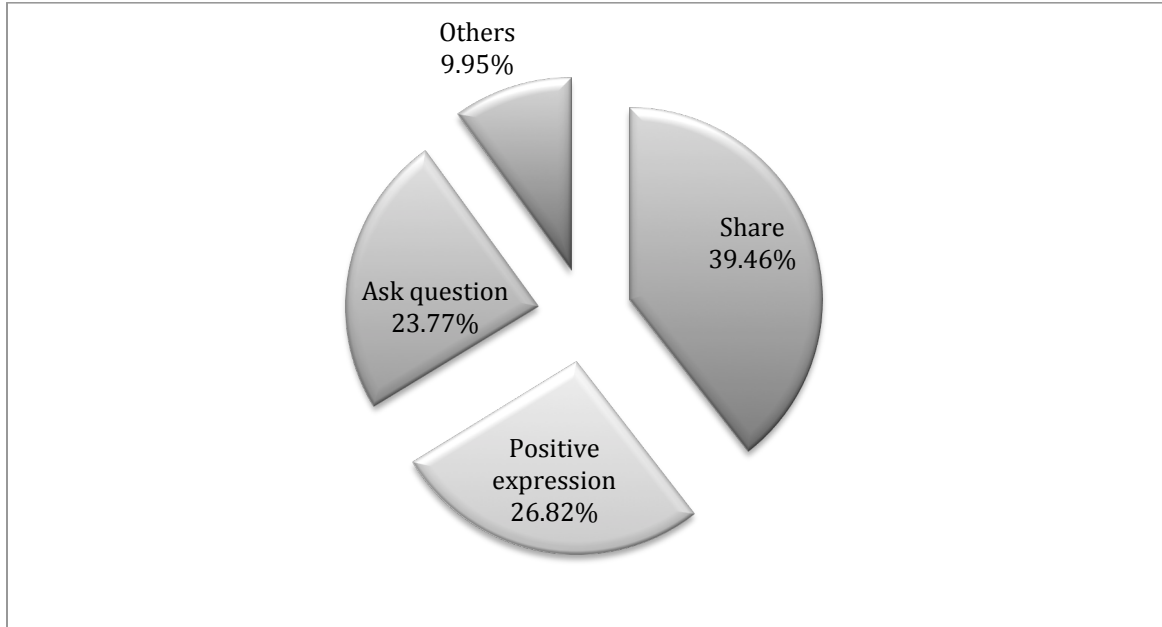 Others
9.95%
Share
39.46%
Ask question
23.77%
Positive
expression
26.82%